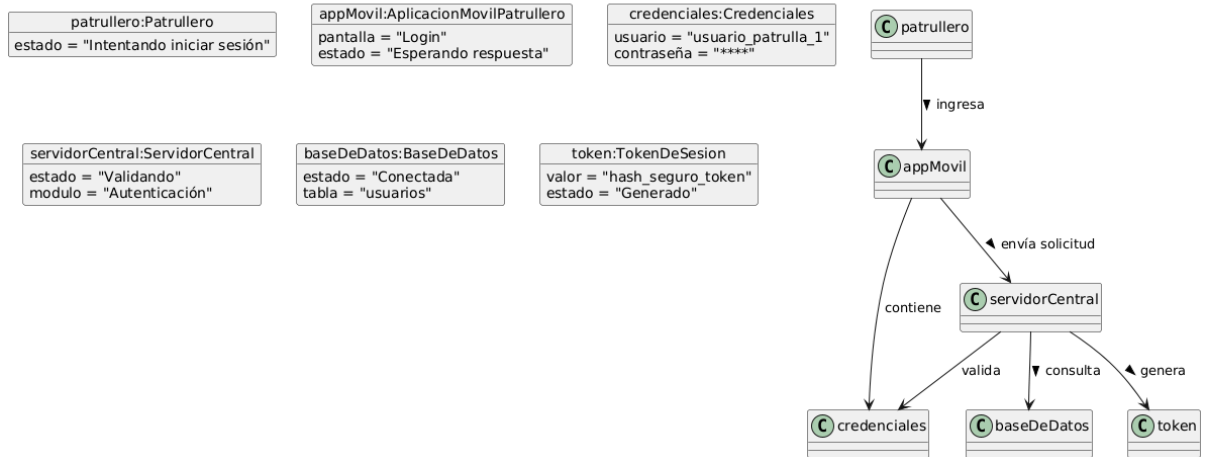 patrullero:Patrullero
estado = "Intentando iniciar sesión"
appMovil:AplicacionMovilPatrullero
pantalla = "Login"
estado = "Esperando respuesta"
credenciales:Credenciales
usuario = "usuario_patrulla_1"
contraseña = "****"
C patrullero
ingresa
servidorCentral:ServidorCentral
estado = "Validando"
modulo = "Autenticación"
baseDeDatos:BaseDeDatos
estado = "Conectada"
tabla = "usuarios"
token:TokenDeSesion
valor = "hash_seguro_token"
estado = "Generado"
C appMovil
envía solicitud
contiene
C servidorCentral
valida
consulta
genera
C credenciales
C baseDeDatos
C token